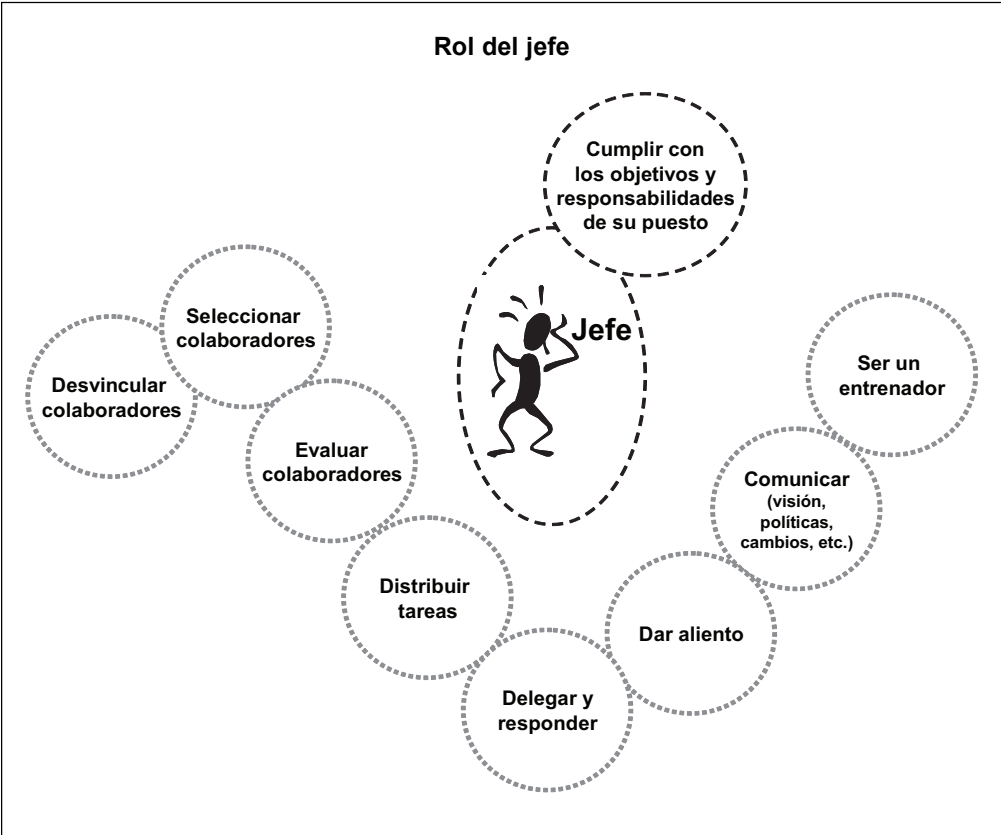 Rol del jefe
Cumplir con
los objetivos y
responsabilidades
de su puesto
Jefe
Seleccionar
colaboradores
Desvincular
colaboradores
Evaluar
colaboradores
Distribuir
tareas
Delegar y
responder
Dar aliento
Comunicar
(visión,
políticas,
cambios, etc.)
Ser un
entrenador